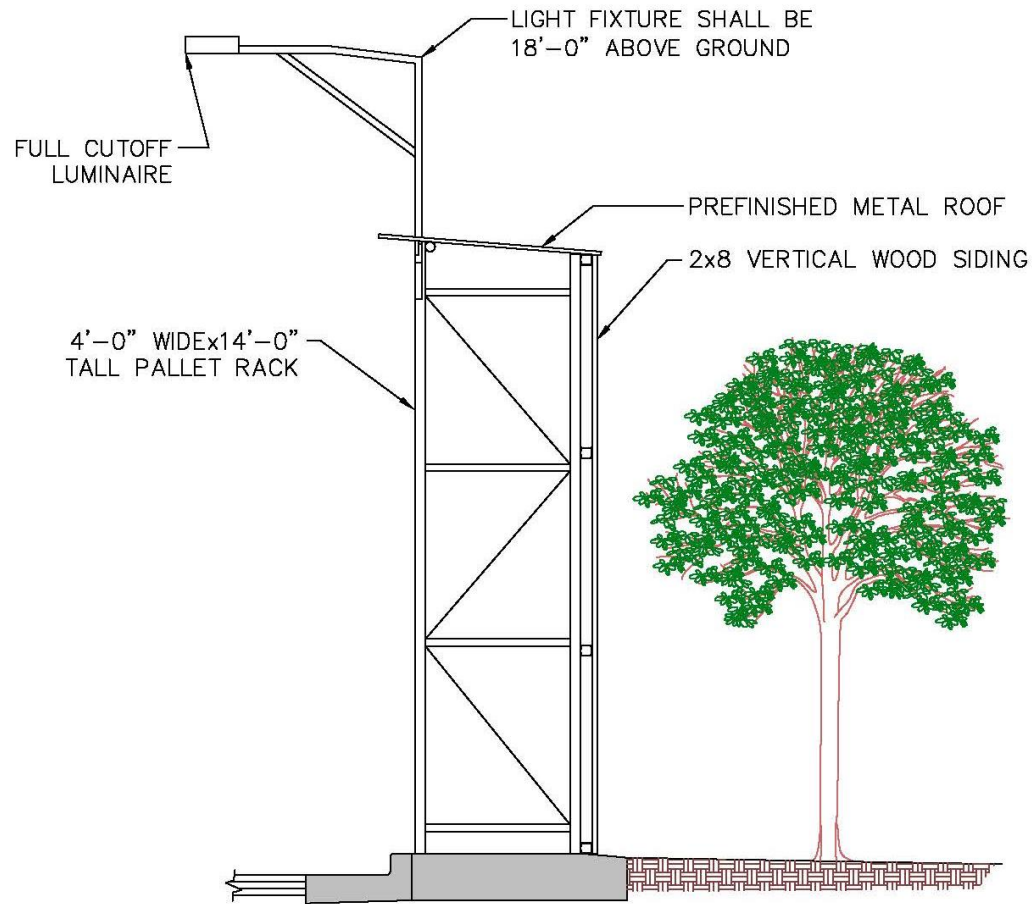 LIGHT FIXTURE SHALL BE
18'-0" ABOVE GROUND
FULL CUTOFF
LUMINAIRE
PREFINISHED METAL ROOF
2x8 VERTICAL WOOD SIDING
4'-0" WIDEx14'-0"
TALL PALLET RACK